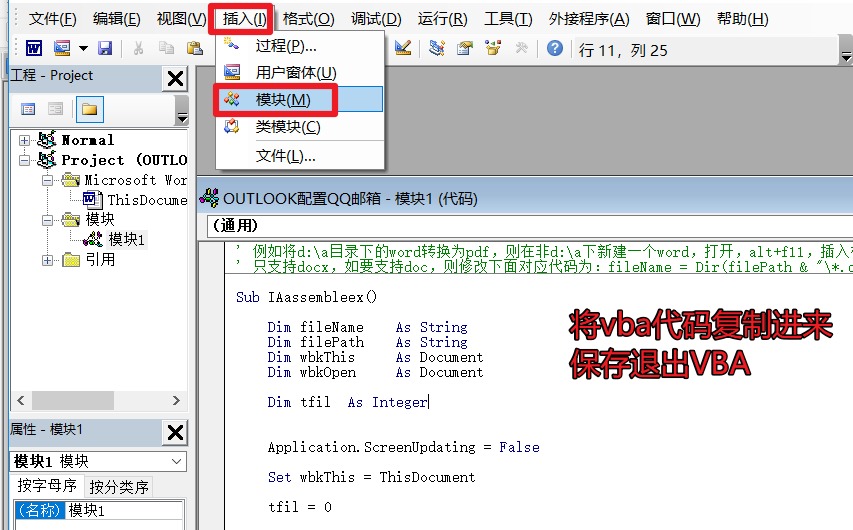 文件(F) 编辑(E) 视图(V) 插入(I) 格式(O) 调试(D) 运行(R) 工具(T) 外接程序(A) 窗口(W) 帮助(H)
行 11，列 25
过程(P)...
用户窗体(U)
模块(M)
类模块(C)
文件(L)...
工程 - Project
Normal
Project (OUTLO
Microsoft Wor
ThisDocume
模块
模块1
引用
属性 - 模块1
模块1 模块
按字母序 按分类序
(名称) 模块1
OUTLOOK配置QQ邮箱 - 模块1 (代码)
(通用)
' 例如将d:\a目录下的word转换为pdf，则在非d:\a下新建一个word，打开，alt+f11，插入
' 只支持docx，如要支持doc，则修改下面对应代码为：fileName = Dir(filePath & "\*.
Sub IAassembleex()
Dim fileName As String
Dim filePath As String
Dim wbkThis As Document
Dim wbkOpen As Document
Dim tfil As Integer
Application.ScreenUpdating = False
Set wbkThis = ThisDocument
tfil = 0
将vba代码复制进来
保存退出VBA